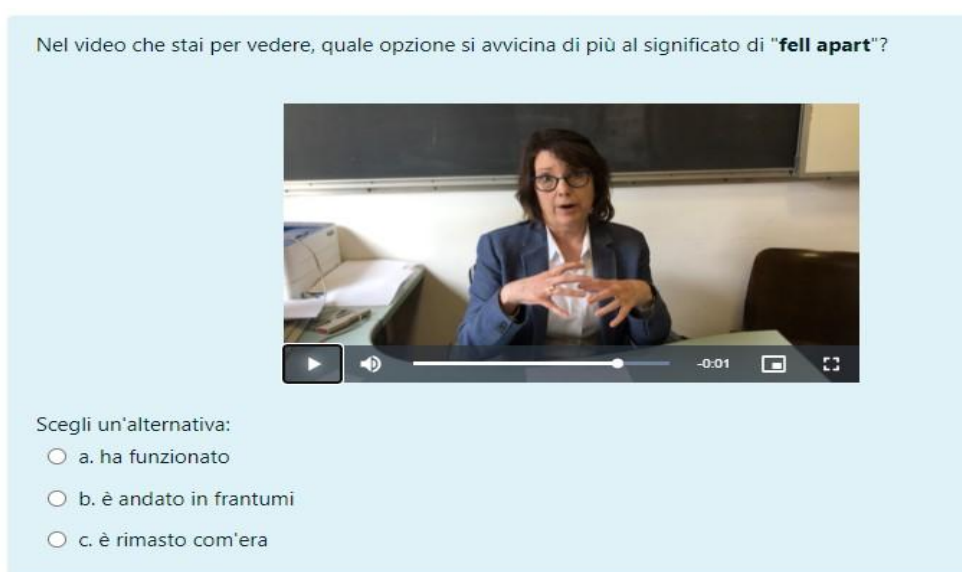 Nel video che stai per vedere, quale opzione si avvicina di più al significato di "fell apart"?
-0:01
Scegli un'alternativa:
a. ha funzionato
b. è andato in frantumi
c. è rimasto com'era